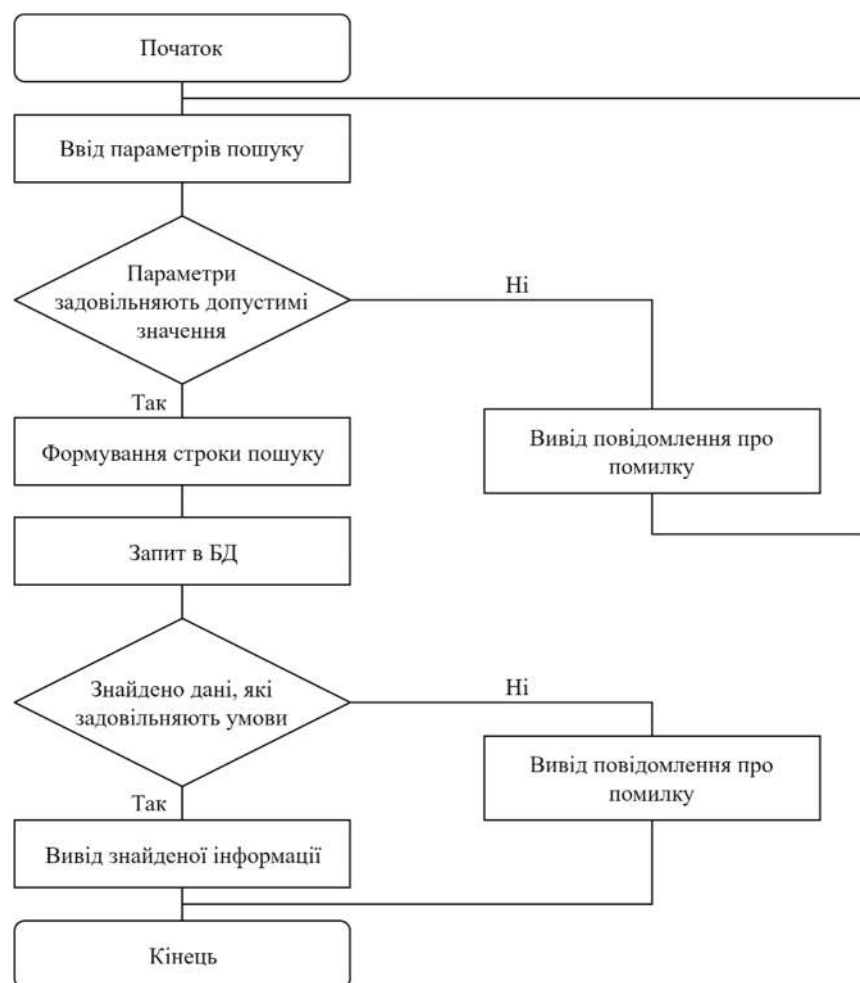 Початок
Ввід параметрів пошуку
Параметри
задовільняють допустимі
значення
Ні
Так
Формування строки пошуку
Вивід повідомлення про
помилку
Запит в БД
Знайдено дані, які
задовільняють умови
Ні
Вивід повідомлення про
помилку
Так
Вивід знайденої інформації
Кінець